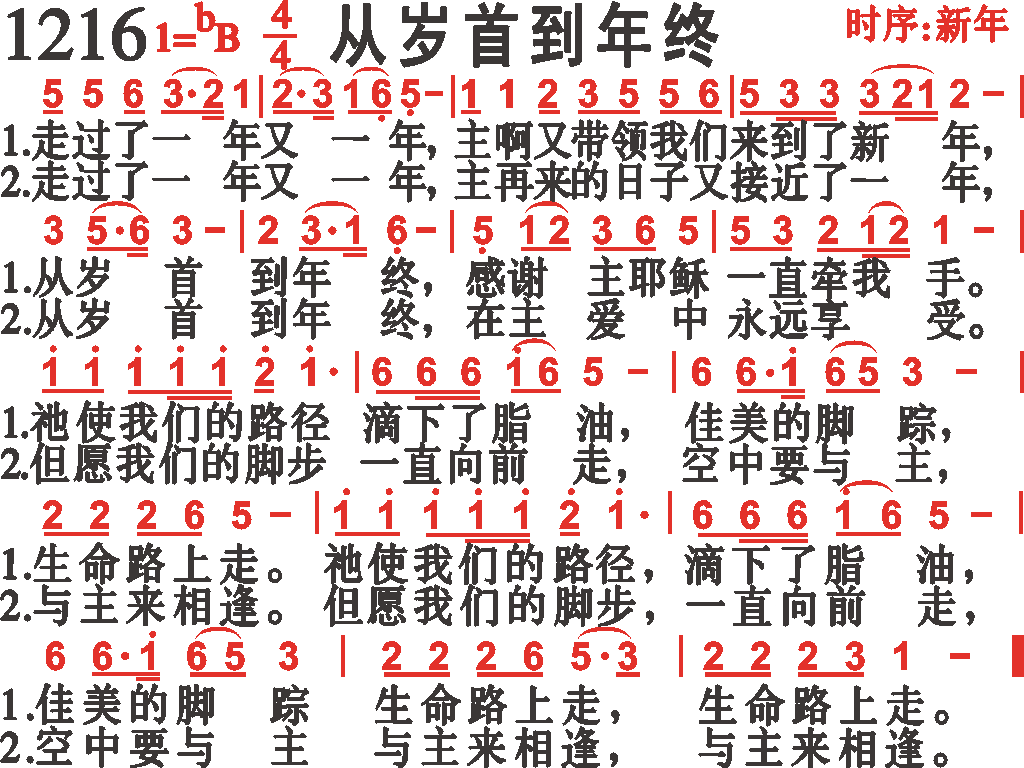 1216 1=bB 4/4 从岁首到年终 时序:新年
5 5 6 3·2 1|2·3 1 6 5·–|1 1 2 3 5 5 6|5 3 3 3 2 1 2 –|
1.走过了一 年又 一 年,主啊又带领我们来到了新 年,
2.走过了一 年又 一 年,主再来的日子又接近了一 年,
3 5·6 3 –|2 3·1 6 –|5 1 2 3 6 5|5 3 2 1 2 1 –|
1.从岁 首 到年 终,感谢 主耶稣 一直牵我 手。
2.从岁 首 到年 终,在主 爱 中 永远享 受。
1 1 1 1 1 2 1·|6 6 6 1 6 5 –|6 6·1 6 5 3 –|
1.祂使我们的路径 滴下了脂 油, 佳美的脚 踪,
2.但愿我们的脚步 一直向前 走, 空中要与 主,
2 2 2 6 5 –|1 1 1 1 1 2 1·|6 6 6 1 6 5 –|
1.生命路上走。 祂使我们的路径,滴下了脂 油,
2.与主来相逢。 但愿我们的脚步,一直向前 走,
6 6·1 6 5 3 | 2 2 2 6 5·3|2 2 2 3 1 –
1.佳美的脚 踪 生命路上走, 生命路上走。
2.空中要与 主 与主来相逢, 与主来相逢。